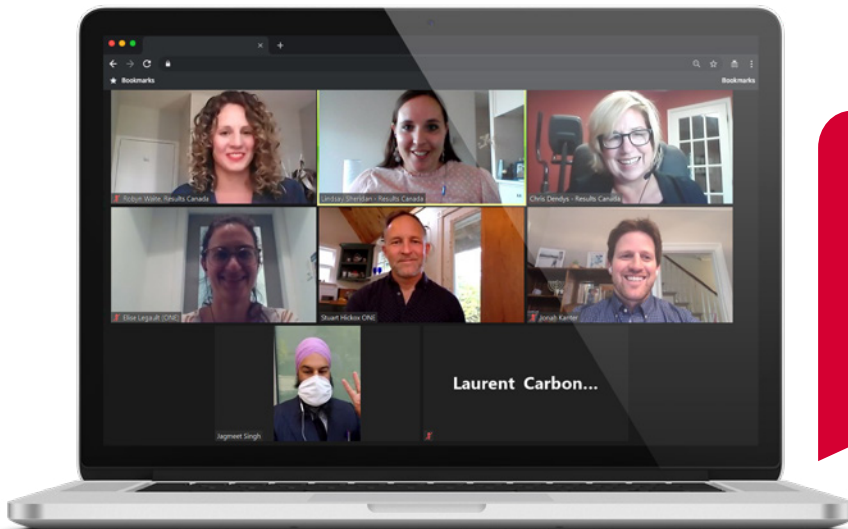 Bookmarks
Bookmarks
Robyn Waite, Results Canada
Lindsay Sheridan - Results Canada
Chris Dendys - Results Canada
Elise Legault (ONE)
Stuart Hickox ONE
Jonah Kanter
Jagmeet Singh
Laurent Carbon...